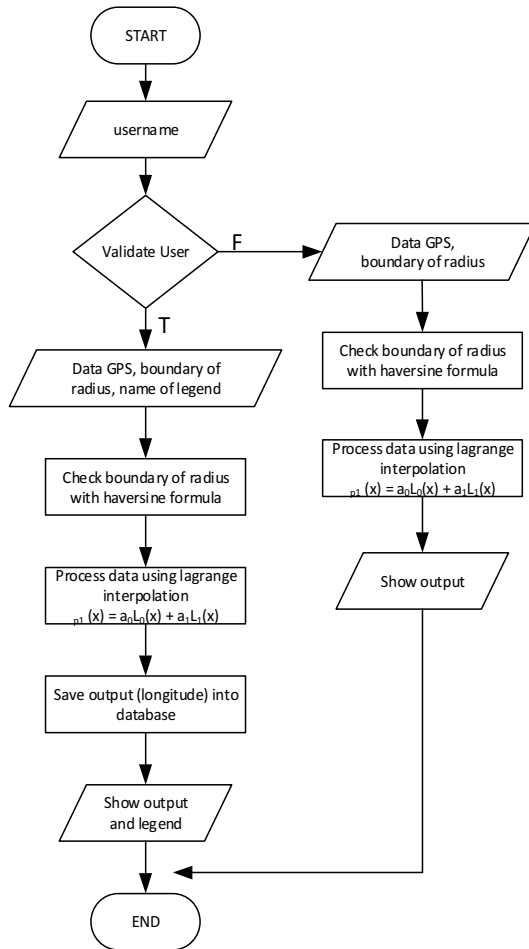 START
username
Validate User
F
T
Data GPS, boundary of
radius, name of legend
Check boundary of radius
with haversine formula
Process data using lagrange
interpolation
p1 (x) = a₀L₀(x) + a₁L₁(x)
Save output (longitude) into
database
Show output
and legend
END
Data GPS,
boundary of radius
Check boundary of radius
with haversine formula
Process data using lagrange
interpolation
p1 (x) = a₀L₀(x) + a₁L₁(x)
Show output